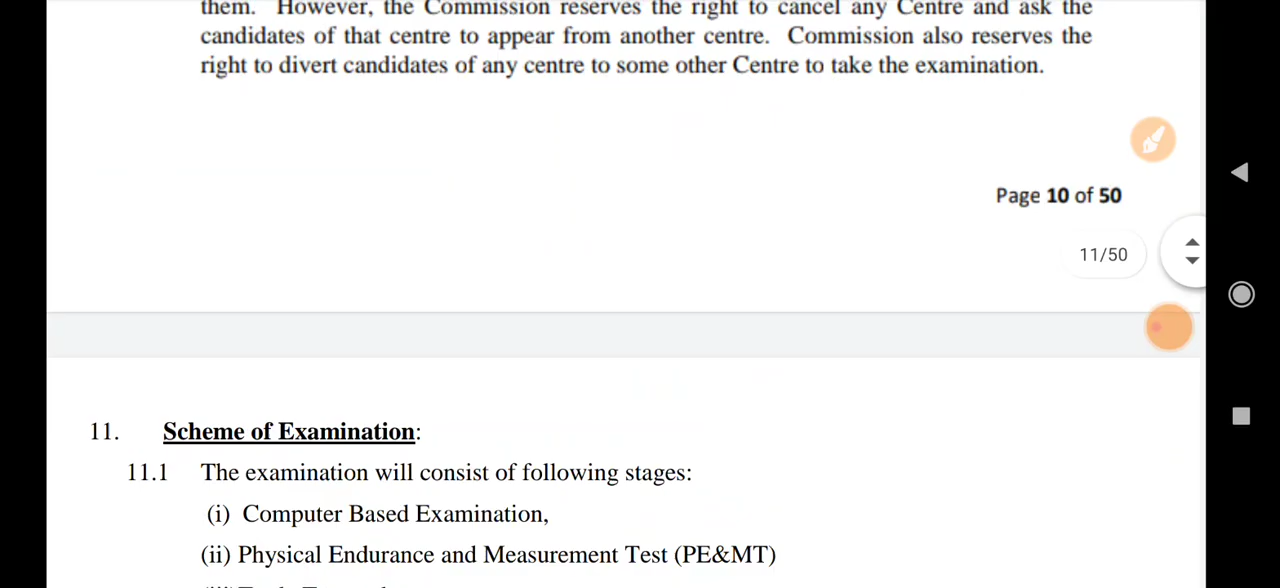 them. However, the Commission reserves the right to cancel any Centre and ask the
candidates of that centre to appear from another centre. Commission also reserves the
right to divert candidates of any centre to some other Centre to take the examination.
Page 10 of 50
11/50
11. Scheme of Examination:
11.1 The examination will consist of following stages:
(i) Computer Based Examination,
(ii) Physical Endurance and Measurement Test (PE&MT)